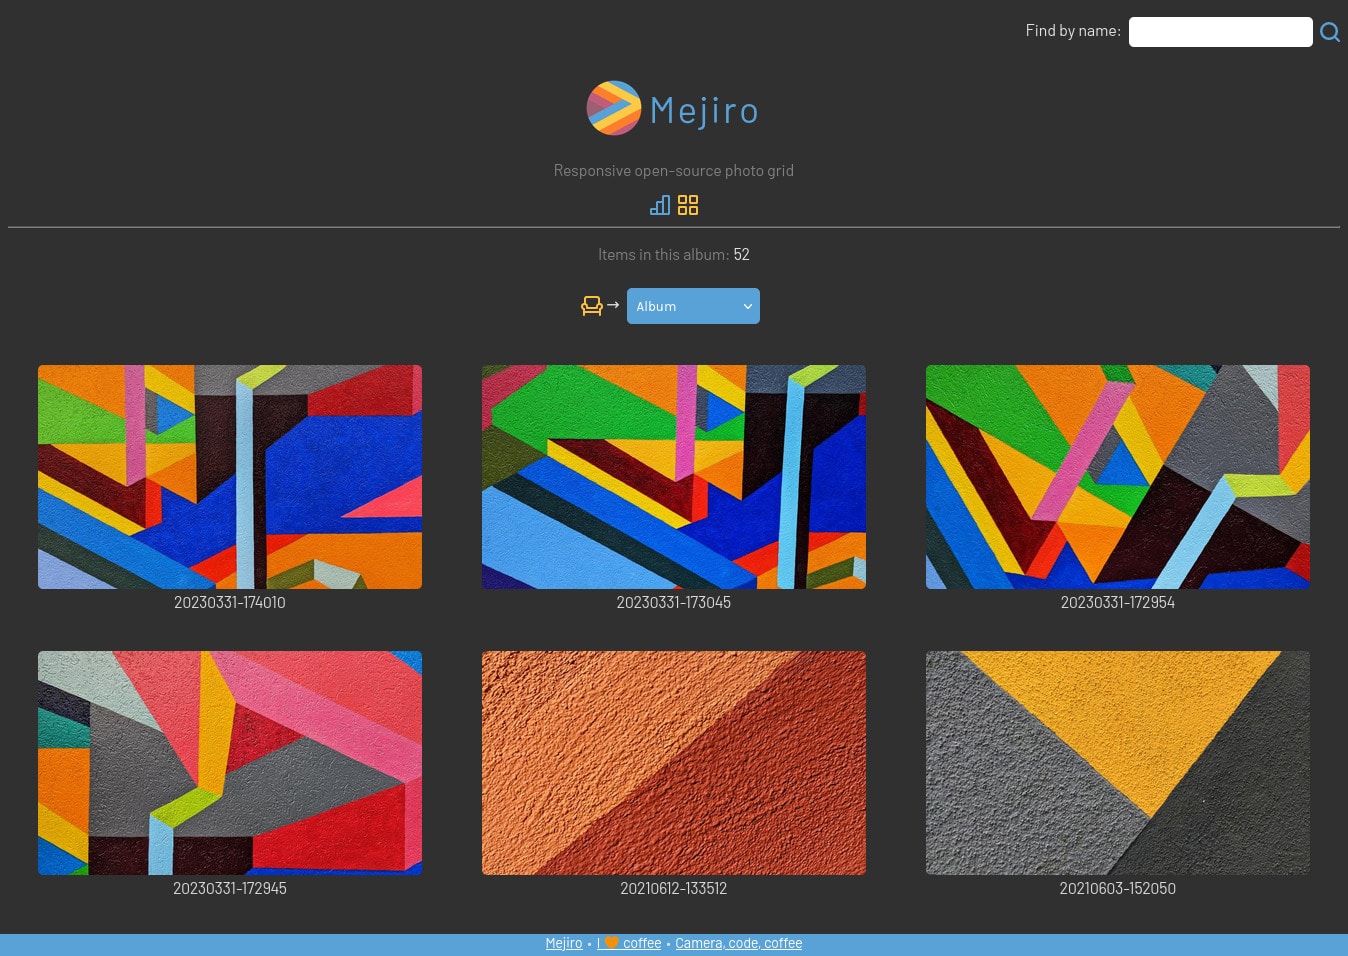 Find by name:
Mejiro
Responsive open-source photo grid
Items in this album: 52
→ Album
20230331-174010
20230331-173045
20230331-172954
20230331-172945
20210612-133512
20210603-152050
Mejiro • I 🧡 coffee • Camera, code, coffee